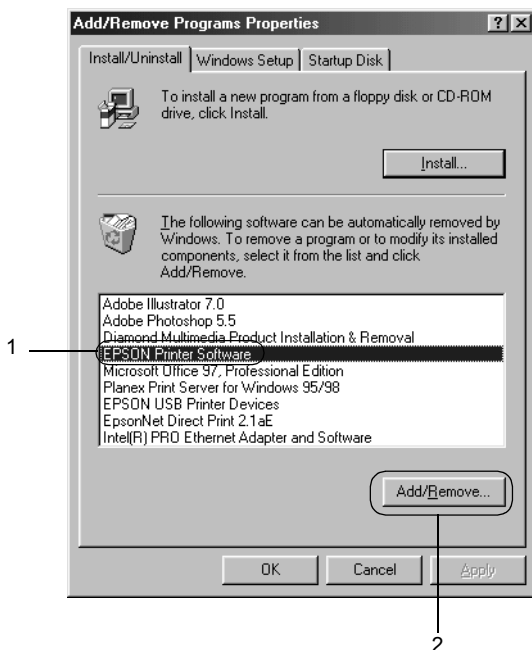 Add/Remove Programs Properties
Install/Uninstall Windows Setup Startup Disk
To install a new program from a floppy disk or CD-ROM
drive, click Install.
Install...
The following software can be automatically removed by
Windows. To remove a program or to modify its installed
components, select it from the list and click
Add/Remove.
Adobe Illustrator 7.0
Adobe Photoshop 5.5
Diamond Multimedia Product Installation & Removal
1
EPSON Printer Software
Microsoft Office 97, Professional Edition
Planex Print Server for Windows 95/98
EPSON USB Printer Devices
EpsonNet Direct Print 2.1aE
Intel(R) PRO Ethernet Adapter and Software
Add/Remove...
OK Cancel Apply
2